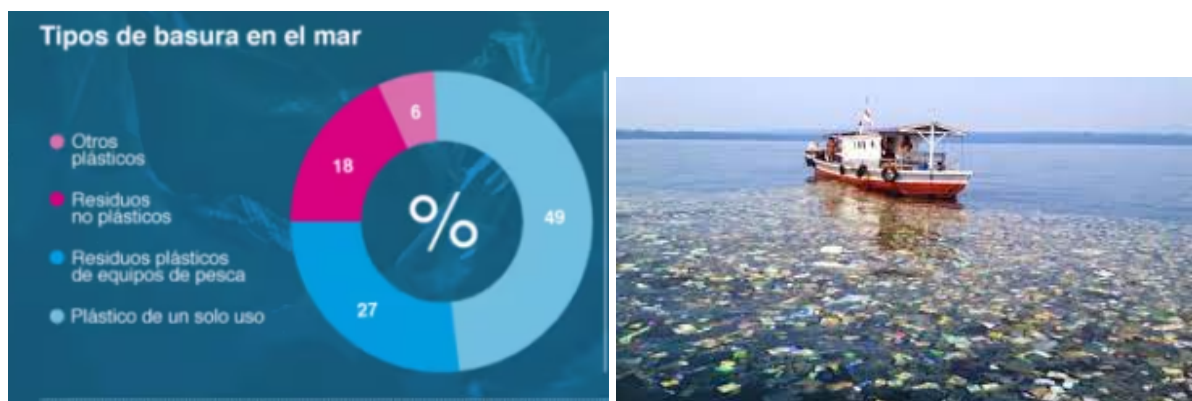 Tipos de basura en el mar
Otros
plásticos
Residuos
no plásticos
Residuos plásticos
de equipos de pesca
Plástico de un solo uso
6
18
%
49
27